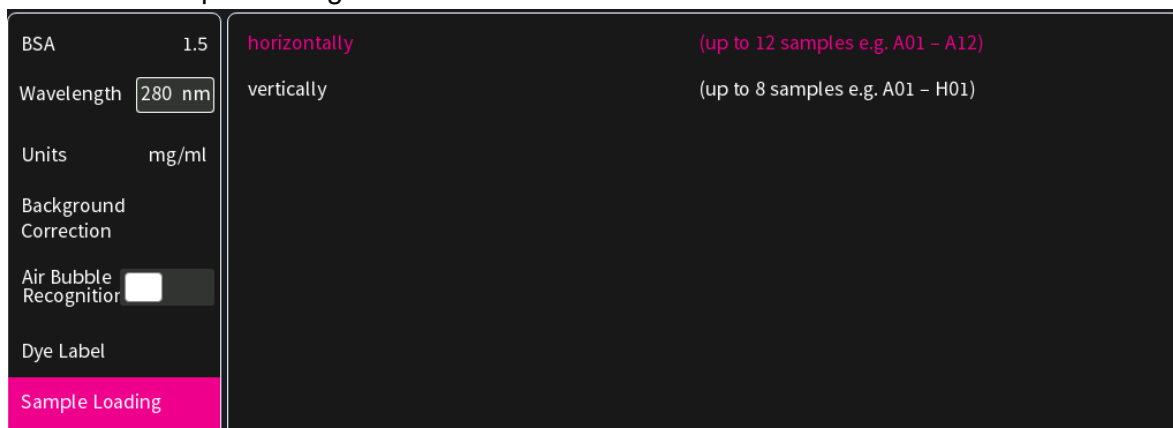 BSA 1.5
Wavelength 280 nm
Units mg/ml
Background
Correction
Air Bubble
Recognition
Dye Label
Sample Loading
horizontally (up to 12 samples e.g. A01 – A12)
vertically (up to 8 samples e.g. A01 – H01)